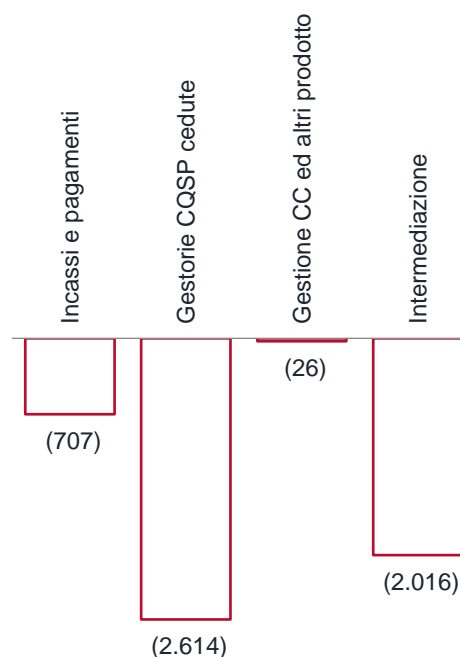 Incassi e pagamenti
Gestorie CQSP cedute
Gestione CC ed altri prodotto
Intermediazione
(707)
(2.614)
(26)
(2.016)